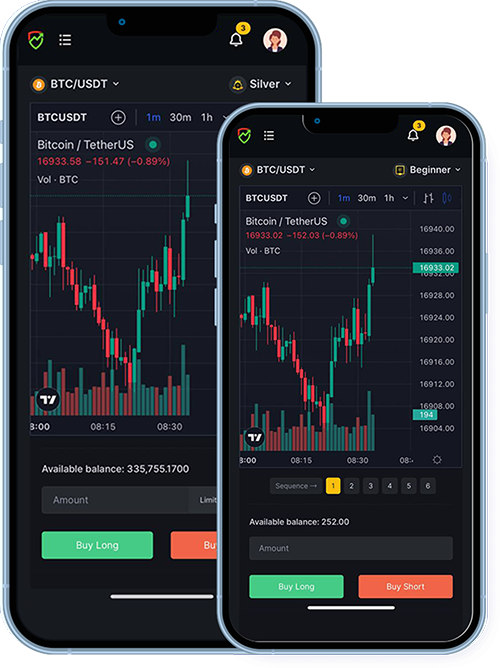 3
BTC/USDT
Silver
BTCUSDT
1m 30m 1h
Bitcoin / TetherUS
16933.58 −151.47 (−0.89%)
Vol · BTC
8:00 08:15 08:30
Available balance: 335,755.1700
Amount
Limit
Buy Long
Bu
3
BTC/USDT
Beginner
BTCUSDT
1m 30m 1h
Bitcoin / TetherUS
16933.02 −152.03 (−0.89%)
Vol · BTC
16940.00
16936.00
16933.02
16932.00
16928.00
16924.00
16920.00
16916.00
16912.00
16908.00
194
16904.00
8:00 08:15 08:30 08:
Sequence → 1 2 3 4 5 6
Available balance: 252.00
Amount
Buy Long
Buy Short